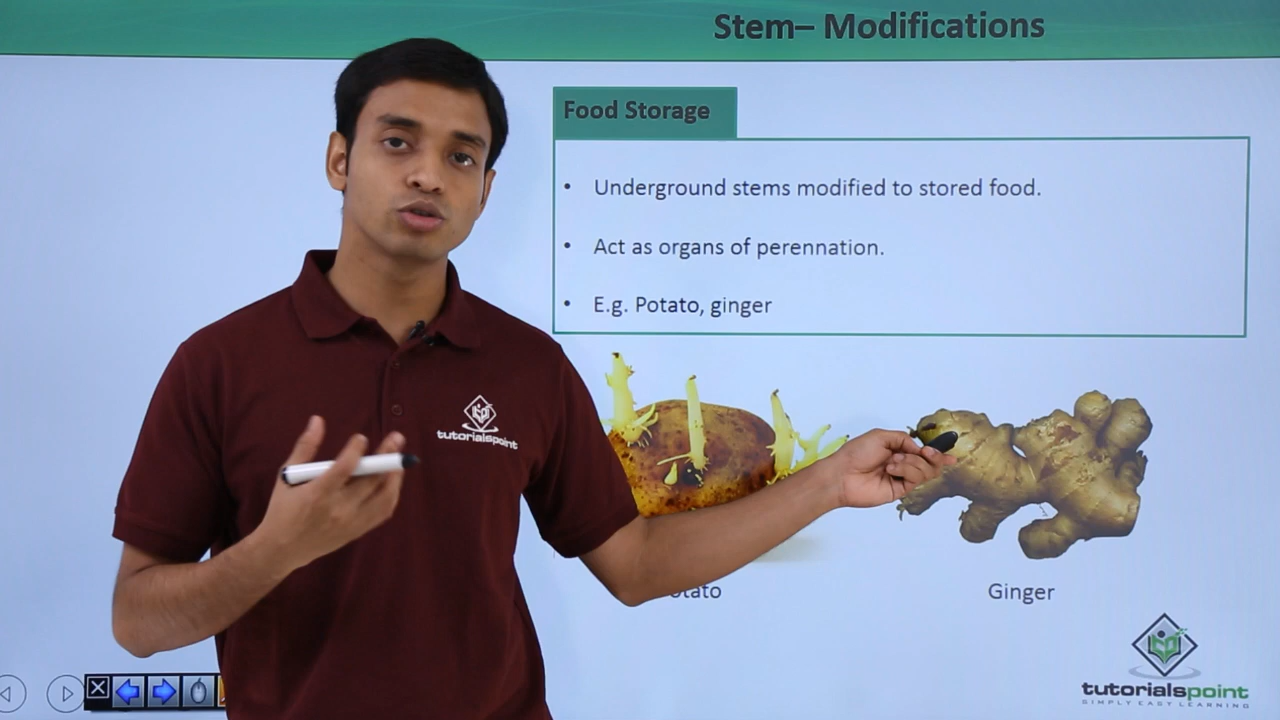 Stem– Modifications
Food Storage
• Underground stems modified to stored food.
• Act as organs of perennation.
• E.g. Potato, ginger
tutorialspoint
Ginger
tutorialspoint
SIMPLY EASY LEARNING